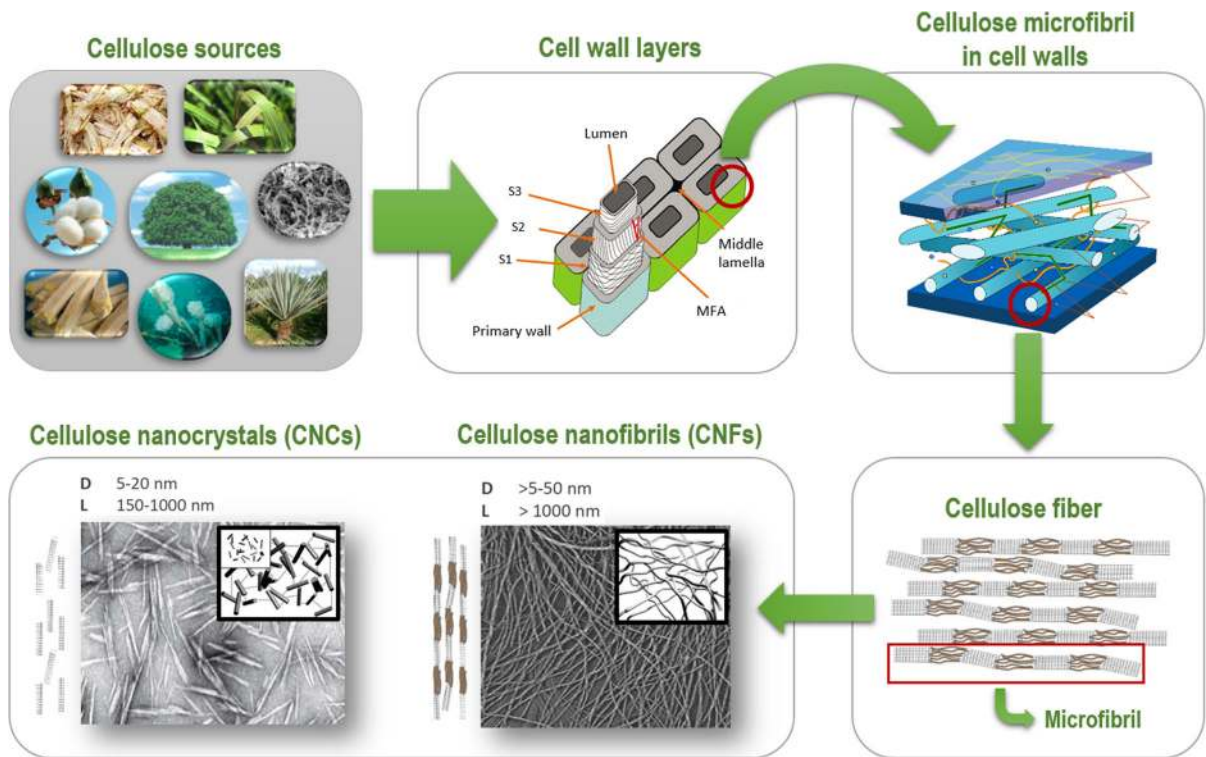 Cellulose sources
Cell wall layers
Cellulose microfibril
in cell walls
Lumen
S3
S2
S1
Middle
lamella
MFA
Primary wall
Cellulose nanocrystals (CNCs)
D 5-20 nm
L 150-1000 nm
Cellulose nanofibrils (CNFs)
D >5-50 nm
L > 1000 nm
Cellulose fiber
Microfibril